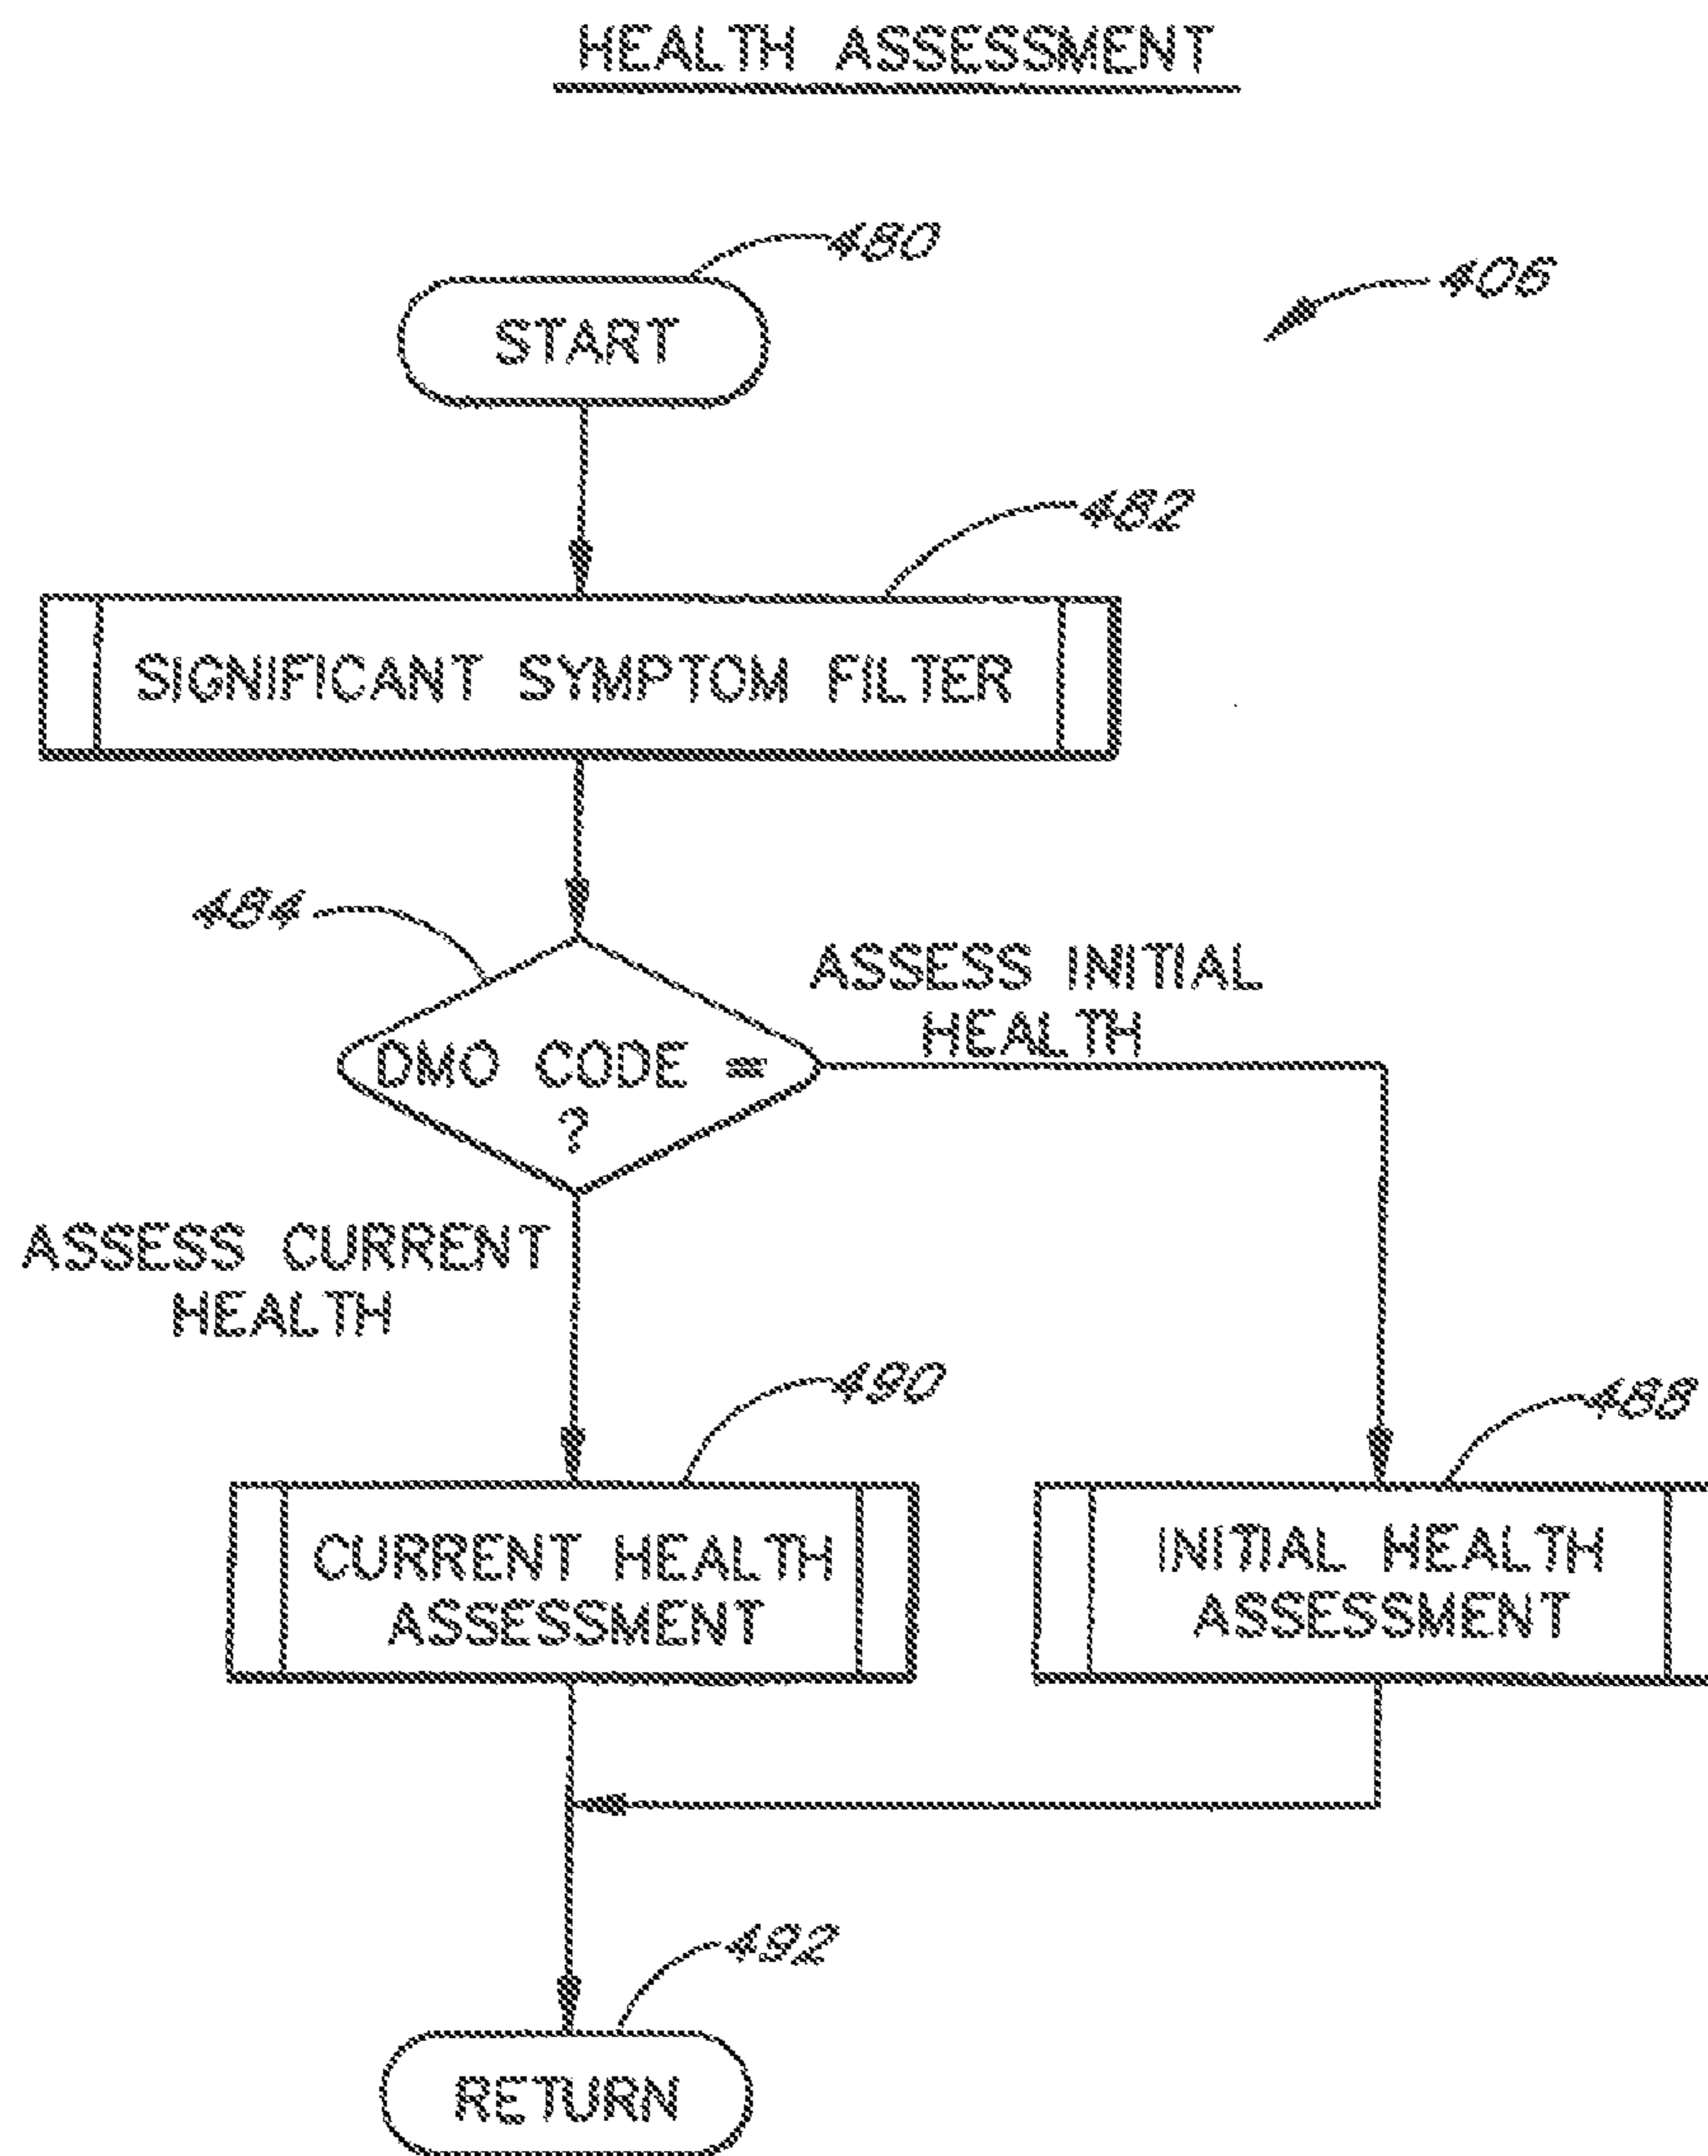 HEALTH ASSESSMENT
480
406
START
482
SIGNIFICANT SYMPTOM FILTER
484
ASSESS INITIAL
HEALTH
DMO CODE =
?
ASSESS CURRENT
HEALTH
490
488
CURRENT HEALTH
ASSESSMENT
INITIAL HEALTH
ASSESSMENT
492
RETURN